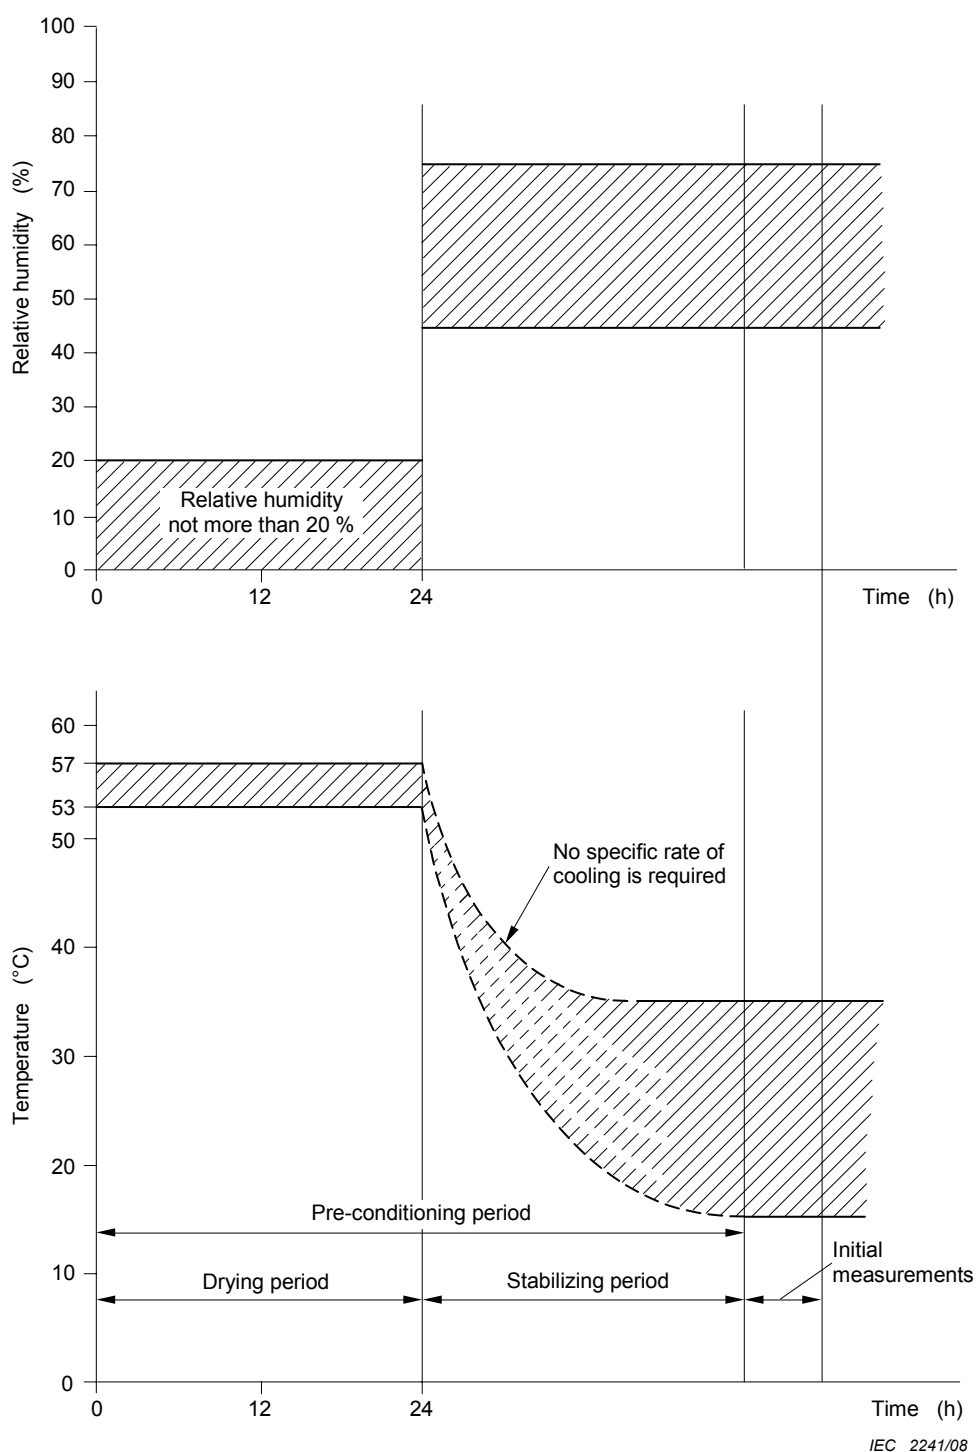 100
90
80
70
60
50
40
30
20
10
0
Relative humidity (%)
Relative humidity
not more than 20 %
0
12
24
Time (h)
60
57
53
50
40
30
20
10
0
Temperature (°C)
No specific rate of
cooling is required
Pre-conditioning period
Drying period
Stabilizing period
Initial
measurements
0
12
24
Time (h)
IEC 2241/08